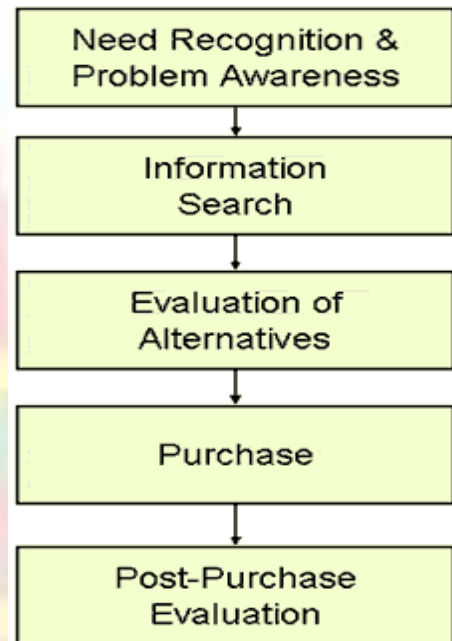 Need Recognition &
Problem Awareness
Information
Search
Evaluation of
Alternatives
Purchase
Post-Purchase
Evaluation